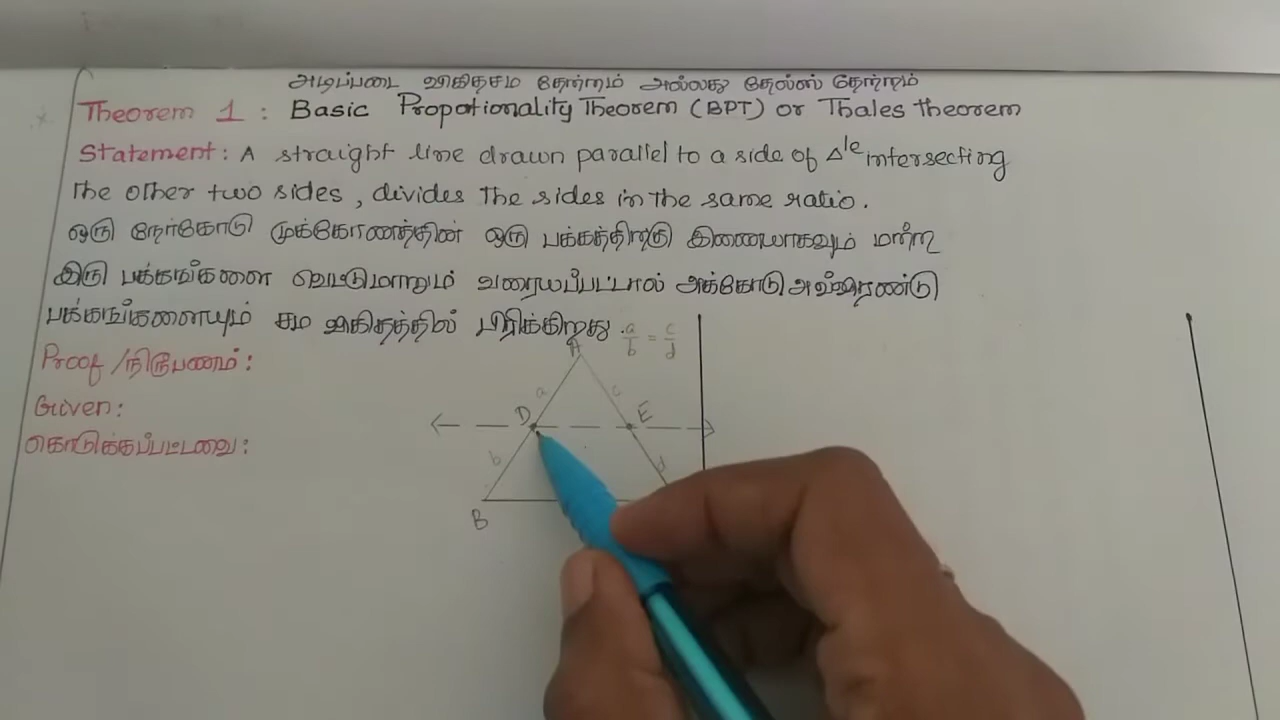 அடிப்படை விகிதசம தேற்றம் அல்லது தேல்ஸ் தேற்றம்
Theorem 1 : Basic Propotionality Theorem (BPT) or Thales theorem
Statement : A straight line drawn parallel to a side of Δle intersecting
the other two sides, divides the sides in the same ratio.
ஒரு நேர்கோடு முக்கோணத்தின் ஒரு பக்கத்திற்கு இணையாகவும் மற்ற
இரு பக்கங்களை வெட்டுமாறும் வரையப்பட்டால் அக்கோடு அவ்விரண்டு
பக்கங்களையும் சம விகிதத்தில் பிரிக்கிறது.
a/b = c/d
Proof /நிரூபணம் :
Given :
கொடுக்கப்பட்டவை :
A
a c
D E
b d
B